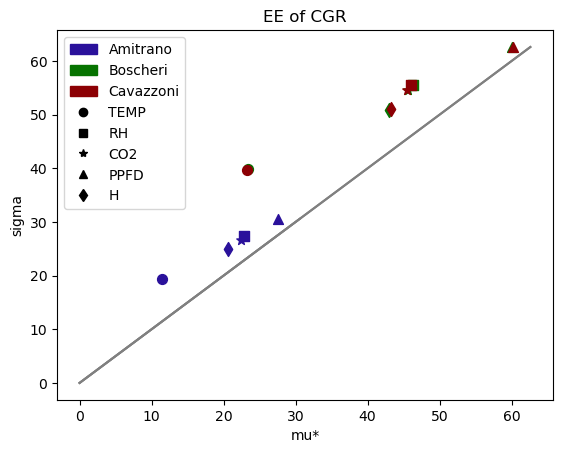 EE of CGR
Amitrano
Boscheri
Cavazzoni
TEMP
RH
CO2
PPFD
H
sigma
60
50
40
30
20
10
0
0 10 20 30 40 50 60
mu*